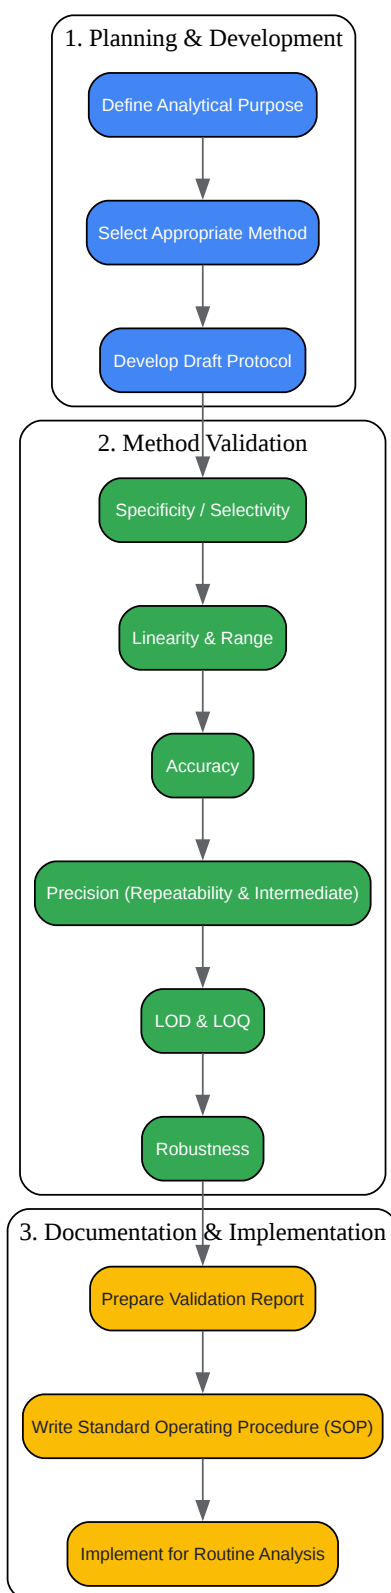 1. Planning & Development
Define Analytical Purpose
Select Appropriate Method
Develop Draft Protocol
2. Method Validation
Specificity / Selectivity
Linearity & Range
Accuracy
Precision (Repeatability & Intermediate)
LOD & LOQ
Robustness
3. Documentation & Implementation
Prepare Validation Report
Write Standard Operating Procedure (SOP)
Implement for Routine Analysis